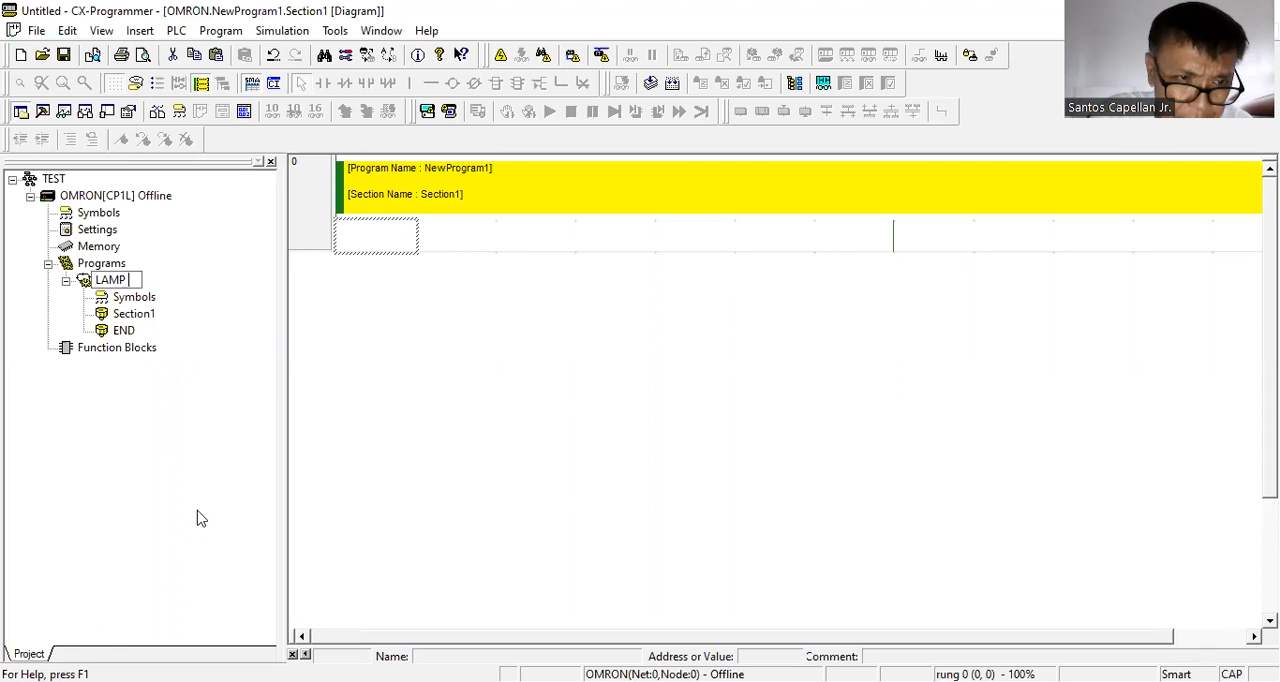 Untitled - CX-Programmer - [OMRON.NewProgram1.Section1 [Diagram]]
File Edit View Insert PLC Program Simulation Tools Window Help
Santos Capellan Jr.
10 10 16
TEST
OMRON[CP1L] Offline
Symbols
Settings
Memory
Programs
LAMP
Symbols
Section1
END
Function Blocks
0
[Program Name : NewProgram1]
[Section Name : Section1]
Project
Name: Address or Value: Comment:
For Help, press F1 OMRON(Net:0,Node:0) - Offline rung 0 (0, 0) - 100% Smart CAP